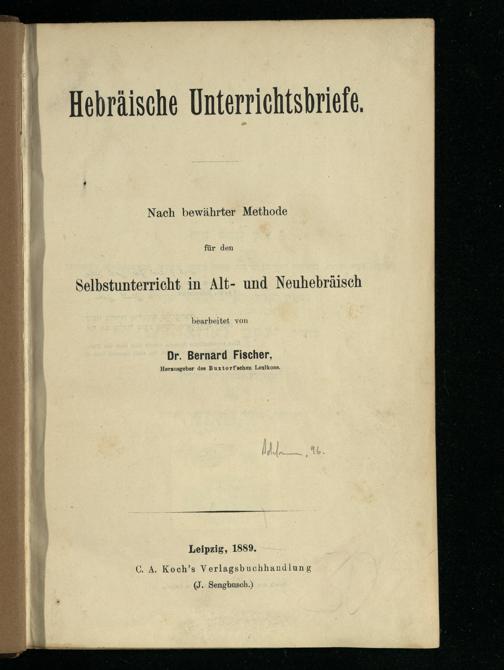 Hebräische Unterrichtsbriefe.
Nach bewährter Methode
für den
Selbstunterricht in Alt- und Neuhebräisch
bearbeitet von
Dr. Bernard Fischer,
Herausgeber des Buxtorf'schen Lexikons.
96.
Leipzig, 1889.
C. A. Koch's Verlagsbuchhandlung
(J. Sengbusch.)